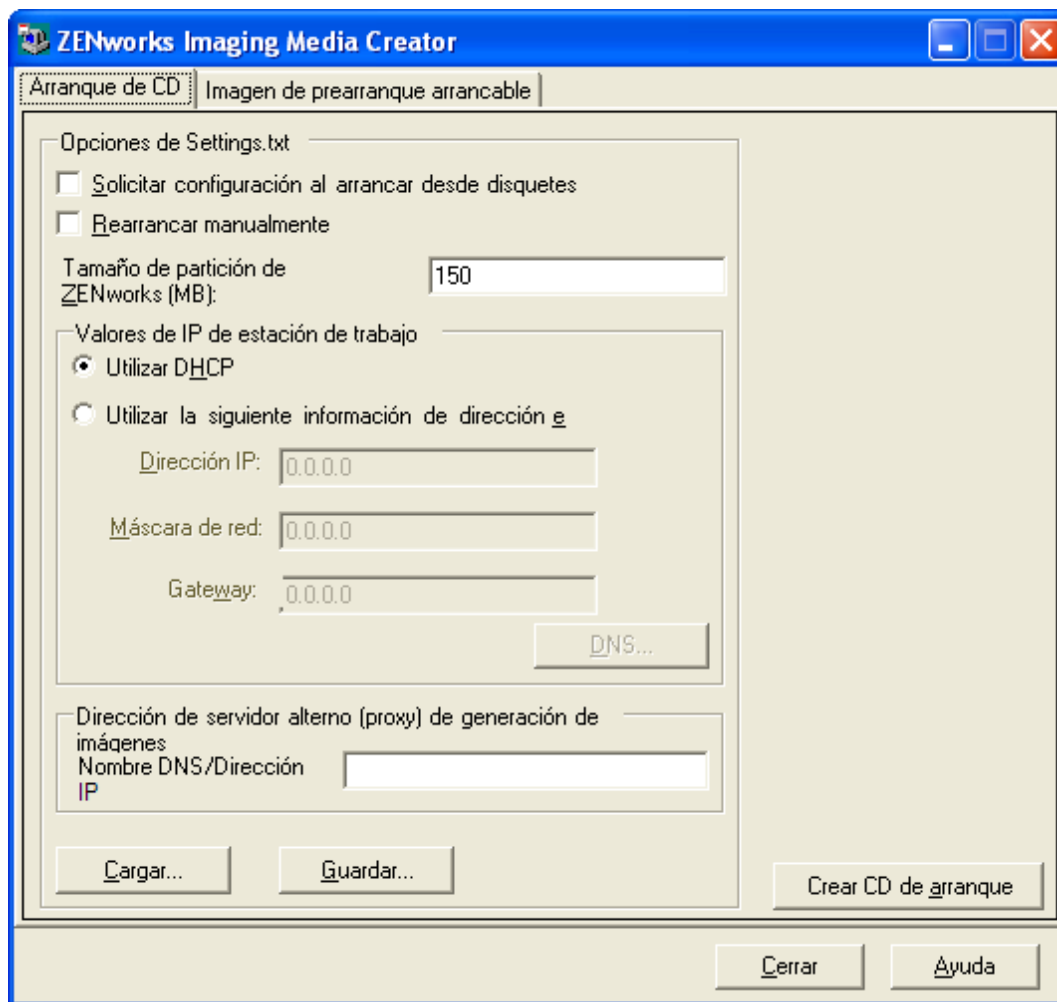 ZENworks Imaging Media Creator
Arranque de CD
Imagen de prearranque arrancable
Opciones de Settings.txt
Solicitar configuración al arrancar desde disquetes
Rearrancar manualmente
Tamaño de partición de
ZENworks (MB):
150
Valores de IP de estación de trabajo
Utilizar DHCP
Utilizar la siguiente información de dirección e
Dirección IP:
0.0.0.0
Máscara de red:
0.0.0.0
Gateway:
0.0.0.0
DNS...
Dirección de servidor alterno (proxy) de generación de
imágenes
Nombre DNS/Dirección
IP
Cargar...
Guardar...
Crear CD de arranque
Cerrar
Ayuda